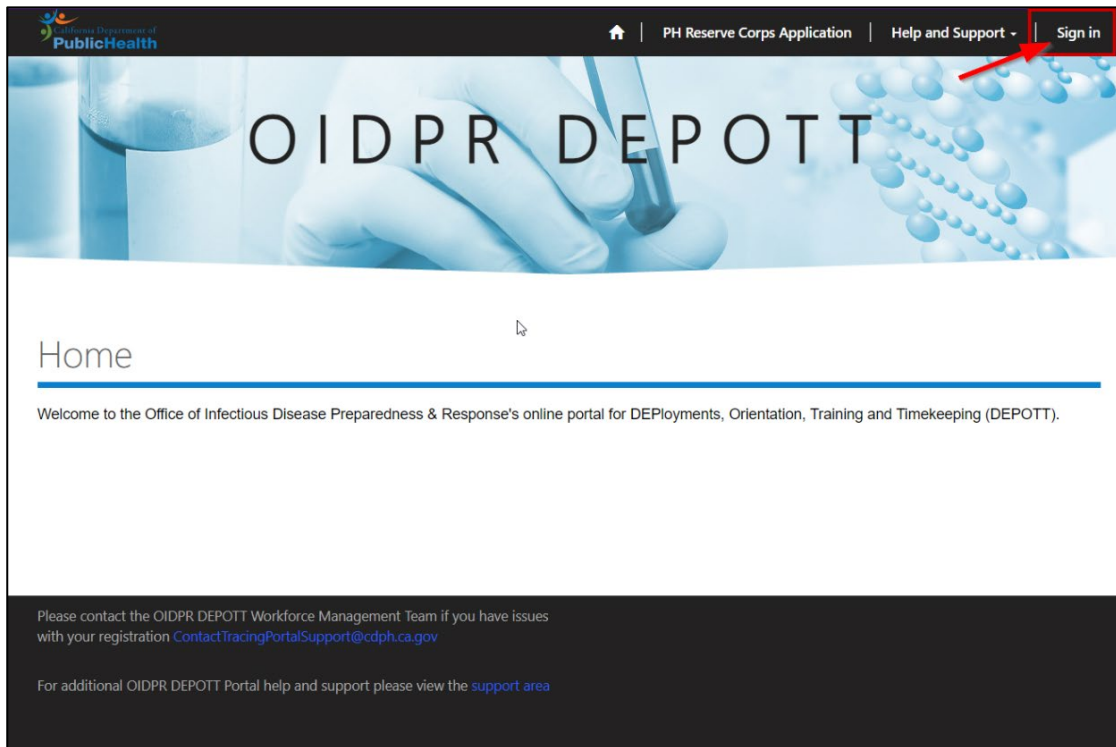 California Department of
PublicHealth
PH Reserve Corps Application
Help and Support
Sign in
OIDPR DEPOTT
Home
Welcome to the Office of Infectious Disease Preparedness & Response's online portal for DEPloyments, Orientation, Training and Timekeeping (DEPOTT).
Please contact the OIDPR DEPOTT Workforce Management Team if you have issues
with your registration ContactTracingPortalSupport@cdph.ca.gov
For additional OIDPR DEPOTT Portal help and support please view the support area